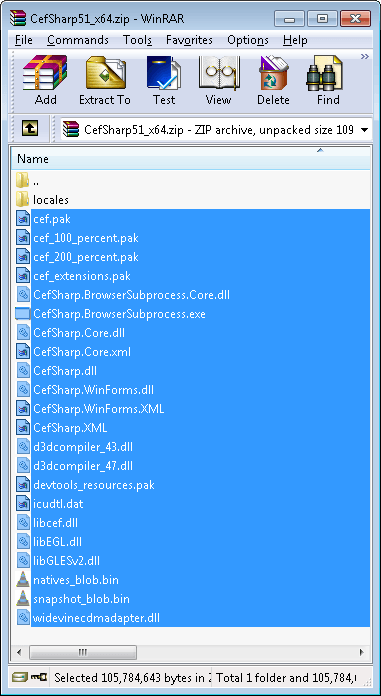 CefSharp51_x64.zip - WinRAR
File Commands Tools Favorites Options Help
»
Add Extract To Test View Delete Find
CefSharp51_x64.zip - ZIP archive, unpacked size 109
Name
..
locales
cef.pak
cef_100_percent.pak
cef_200_percent.pak
cef_extensions.pak
CefSharp.BrowserSubprocess.Core.dll
CefSharp.BrowserSubprocess.exe
CefSharp.Core.dll
CefSharp.Core.xml
CefSharp.dll
CefSharp.WinForms.dll
CefSharp.WinForms.XML
CefSharp.XML
d3dcompiler_43.dll
d3dcompiler_47.dll
devtools_resources.pak
icudtl.dat
libcef.dll
libEGL.dll
libGLESv2.dll
natives_blob.bin
snapshot_blob.bin
widevinecdmadapter.dll
Selected 105,784,643 bytes in 2 Total 1 folder and 105,784,